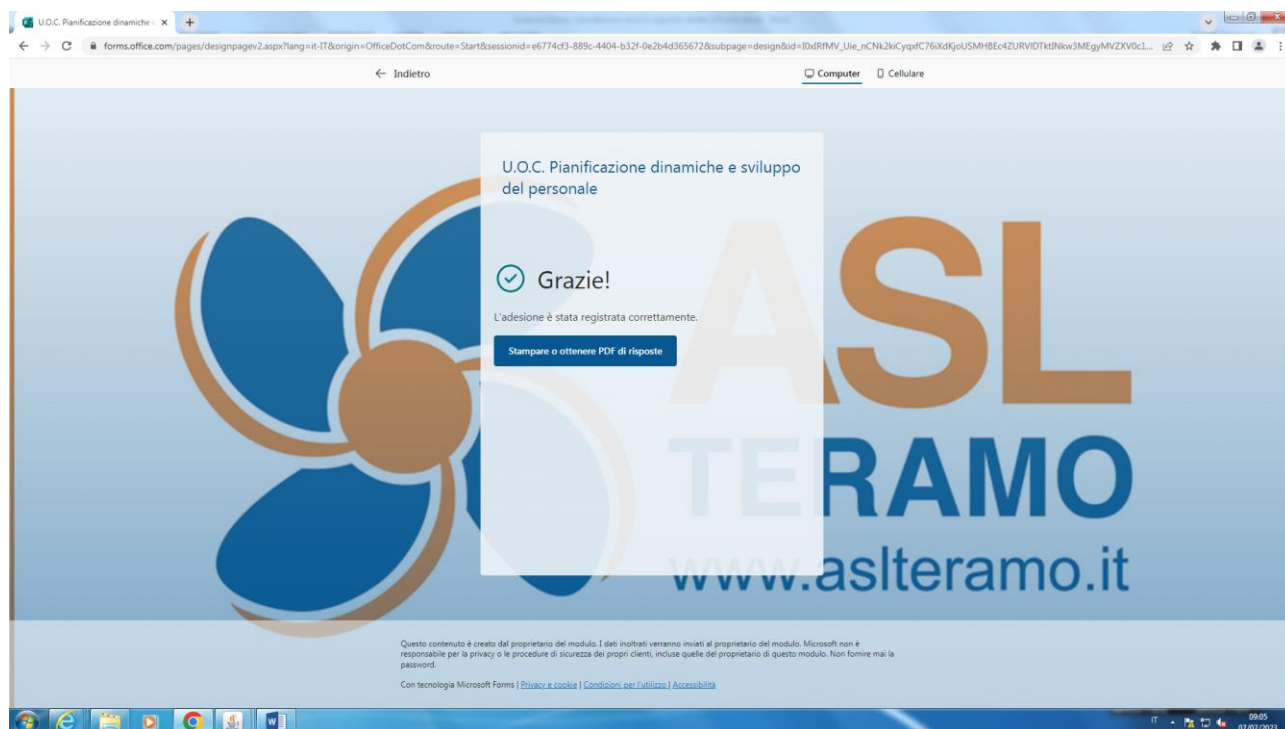 U.O.C. Pianificazione dinamiche e
← Indietro
Computer
Cellulare
U.O.C. Pianificazione dinamiche e sviluppo
del personale
Grazie!
L'adesione è stata registrata correttamente.
Stampare o ottenere PDF di risposte
ASL
TERAMO
www.aslteramo.it
Questo contenuto è creato dal proprietario del modulo. I dati inoltrati verranno inviati al proprietario del modulo. Microsoft non è
responsabile per la privacy o le procedure di sicurezza dei propri clienti, incluse quelle del proprietario di questo modulo. Non fornire mai la
password.
Con tecnologia Microsoft Forms | Privacy e cookie | Condizioni per l'utilizzo | Accessibilità
IT
09:05
07/07/2023